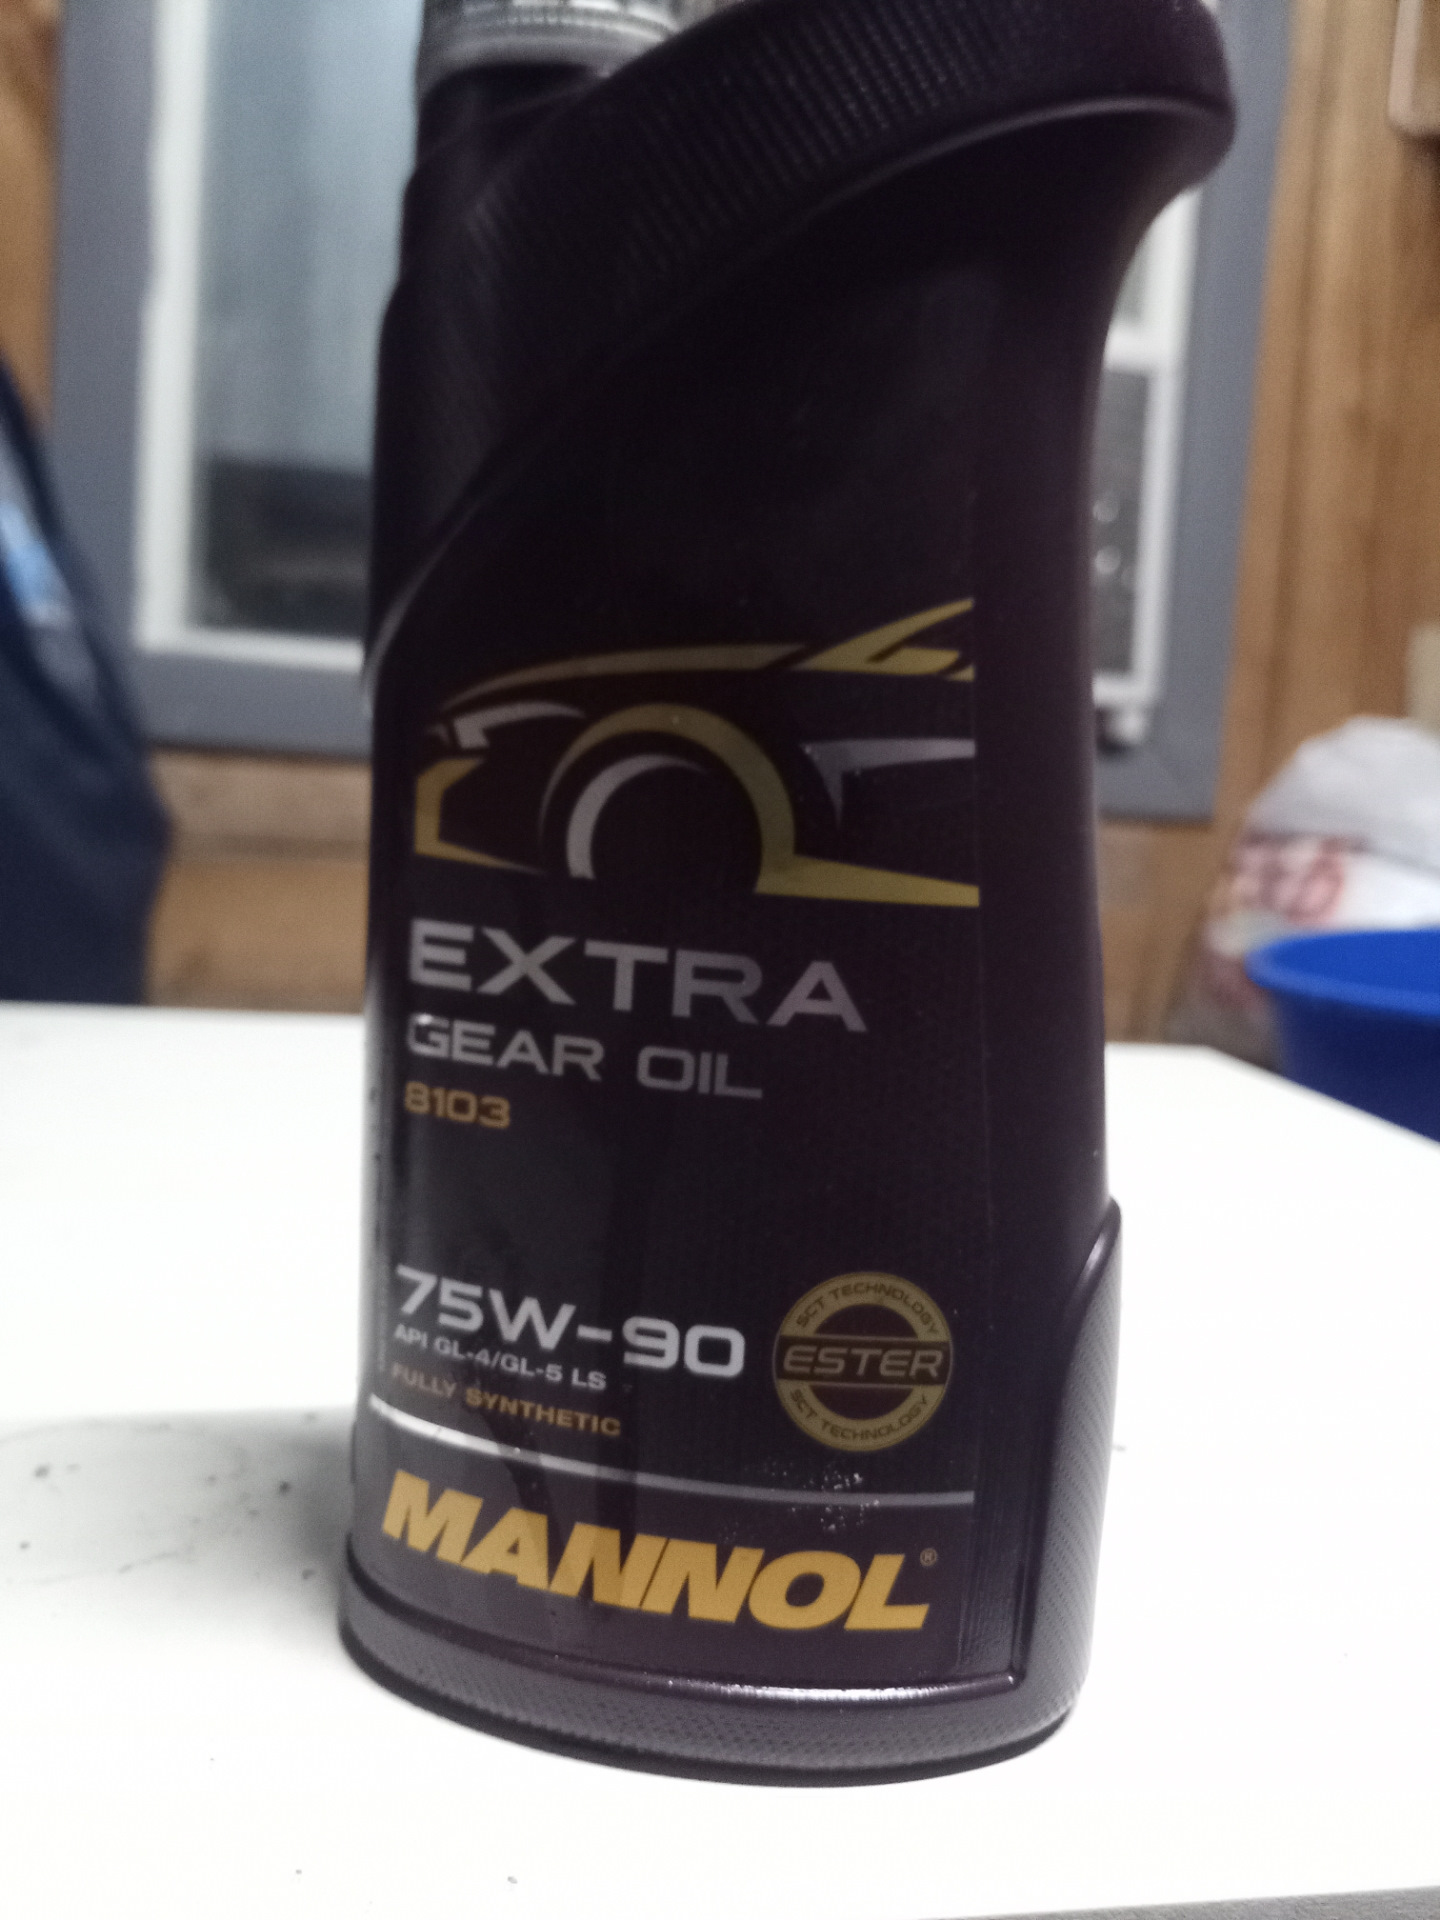 EXTRA
GEAR OIL
8103
75W-90
API GL-4/GL-5 LS
FULLY SYNTHETIC
SCT TECHNOLOGY
ESTER
SCT TECHNOLOGY
MANNOL®